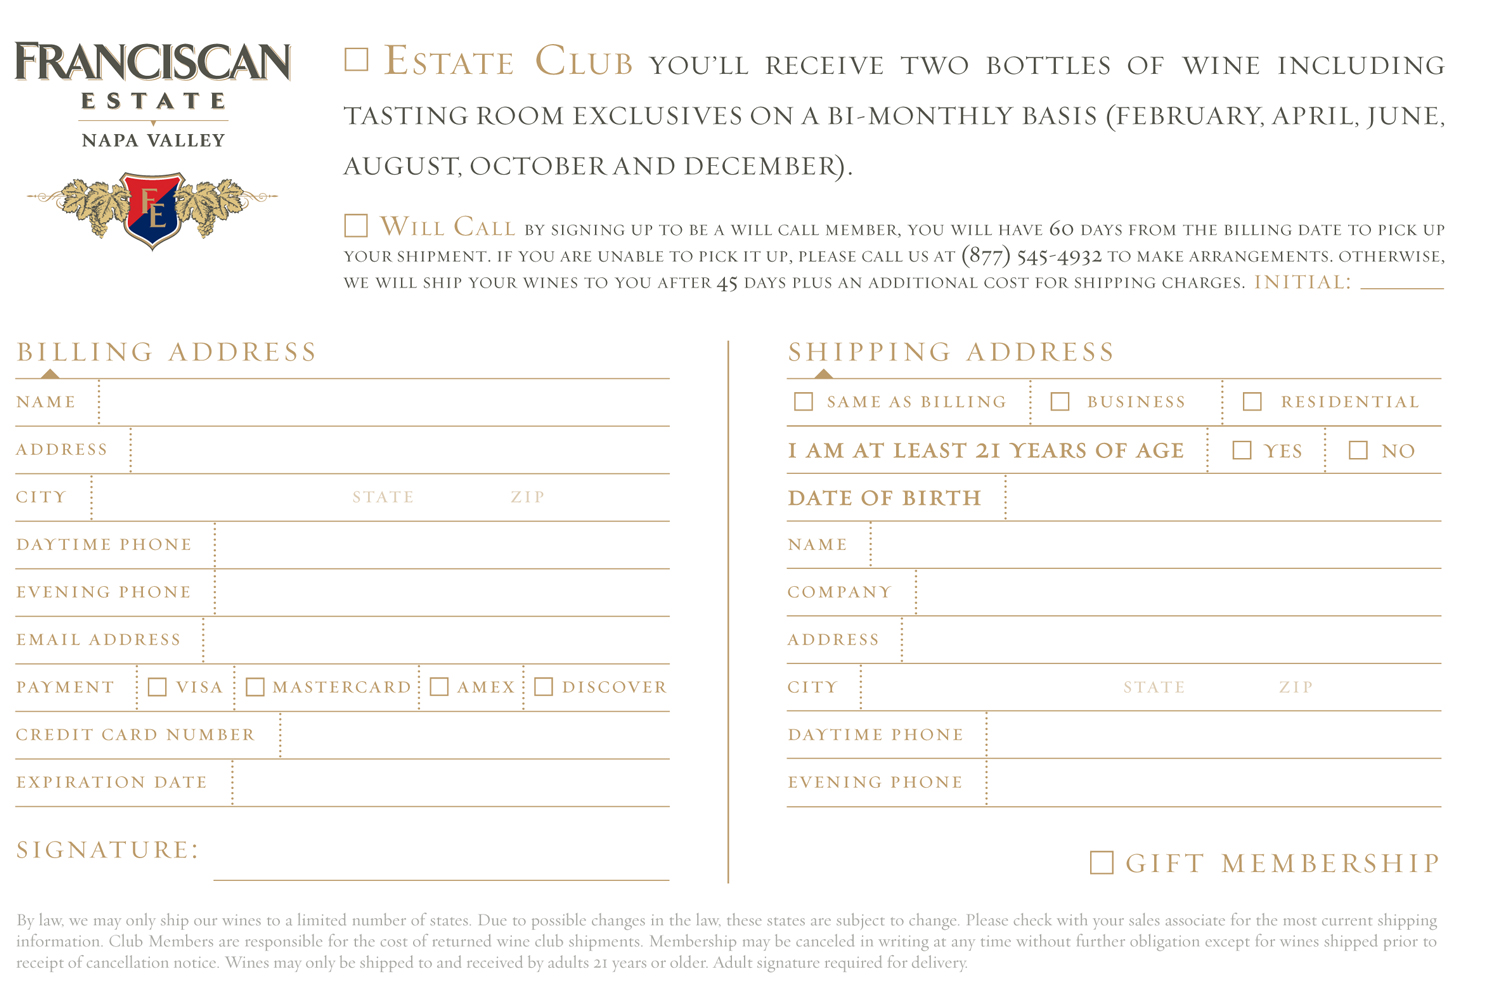 FRANCISCAN
ESTATE
NAPA VALLEY
FE
ESTATE CLUB YOU'LL RECEIVE TWO BOTTLES OF WINE INCLUDING
TASTING ROOM EXCLUSIVES ON A BI-MONTHLY BASIS (FEBRUARY, APRIL, JUNE,
AUGUST, OCTOBER AND DECEMBER).
WILL CALL BY SIGNING UP TO BE A WILL CALL MEMBER, YOU WILL HAVE 60 DAYS FROM THE BILLING DATE TO PICK UP
YOUR SHIPMENT. IF YOU ARE UNABLE TO PICK IT UP, PLEASE CALL US AT (877) 545-4932 TO MAKE ARRANGEMENTS. OTHERWISE,
WE WILL SHIP YOUR WINES TO YOU AFTER 45 DAYS PLUS AN ADDITIONAL COST FOR SHIPPING CHARGES. INITIAL:
BILLING ADDRESS
NAME
ADDRESS
CITY STATE ZIP
DAYTIME PHONE
EVENING PHONE
EMAIL ADDRESS
PAYMENT VISA MASTERCARD AMEX DISCOVER
CREDIT CARD NUMBER
EXPIRATION DATE
SIGNATURE:
SHIPPING ADDRESS
SAME AS BILLING BUSINESS RESIDENTIAL
I AM AT LEAST 21 YEARS OF AGE YES NO
DATE OF BIRTH
NAME
COMPANY
ADDRESS
CITY STATE ZIP
DAYTIME PHONE
EVENING PHONE
GIFT MEMBERSHIP
By law, we may only ship our wines to a limited number of states. Due to possible changes in the law, these states are subject to change. Please check with your sales associate for the most current shipping
information. Club Members are responsible for the cost of returned wine club shipments. Membership may be canceled in writing at any time without further obligation except for wines shipped prior to
receipt of cancellation notice. Wines may only be shipped to and received by adults 21 years or older. Adult signature required for delivery.